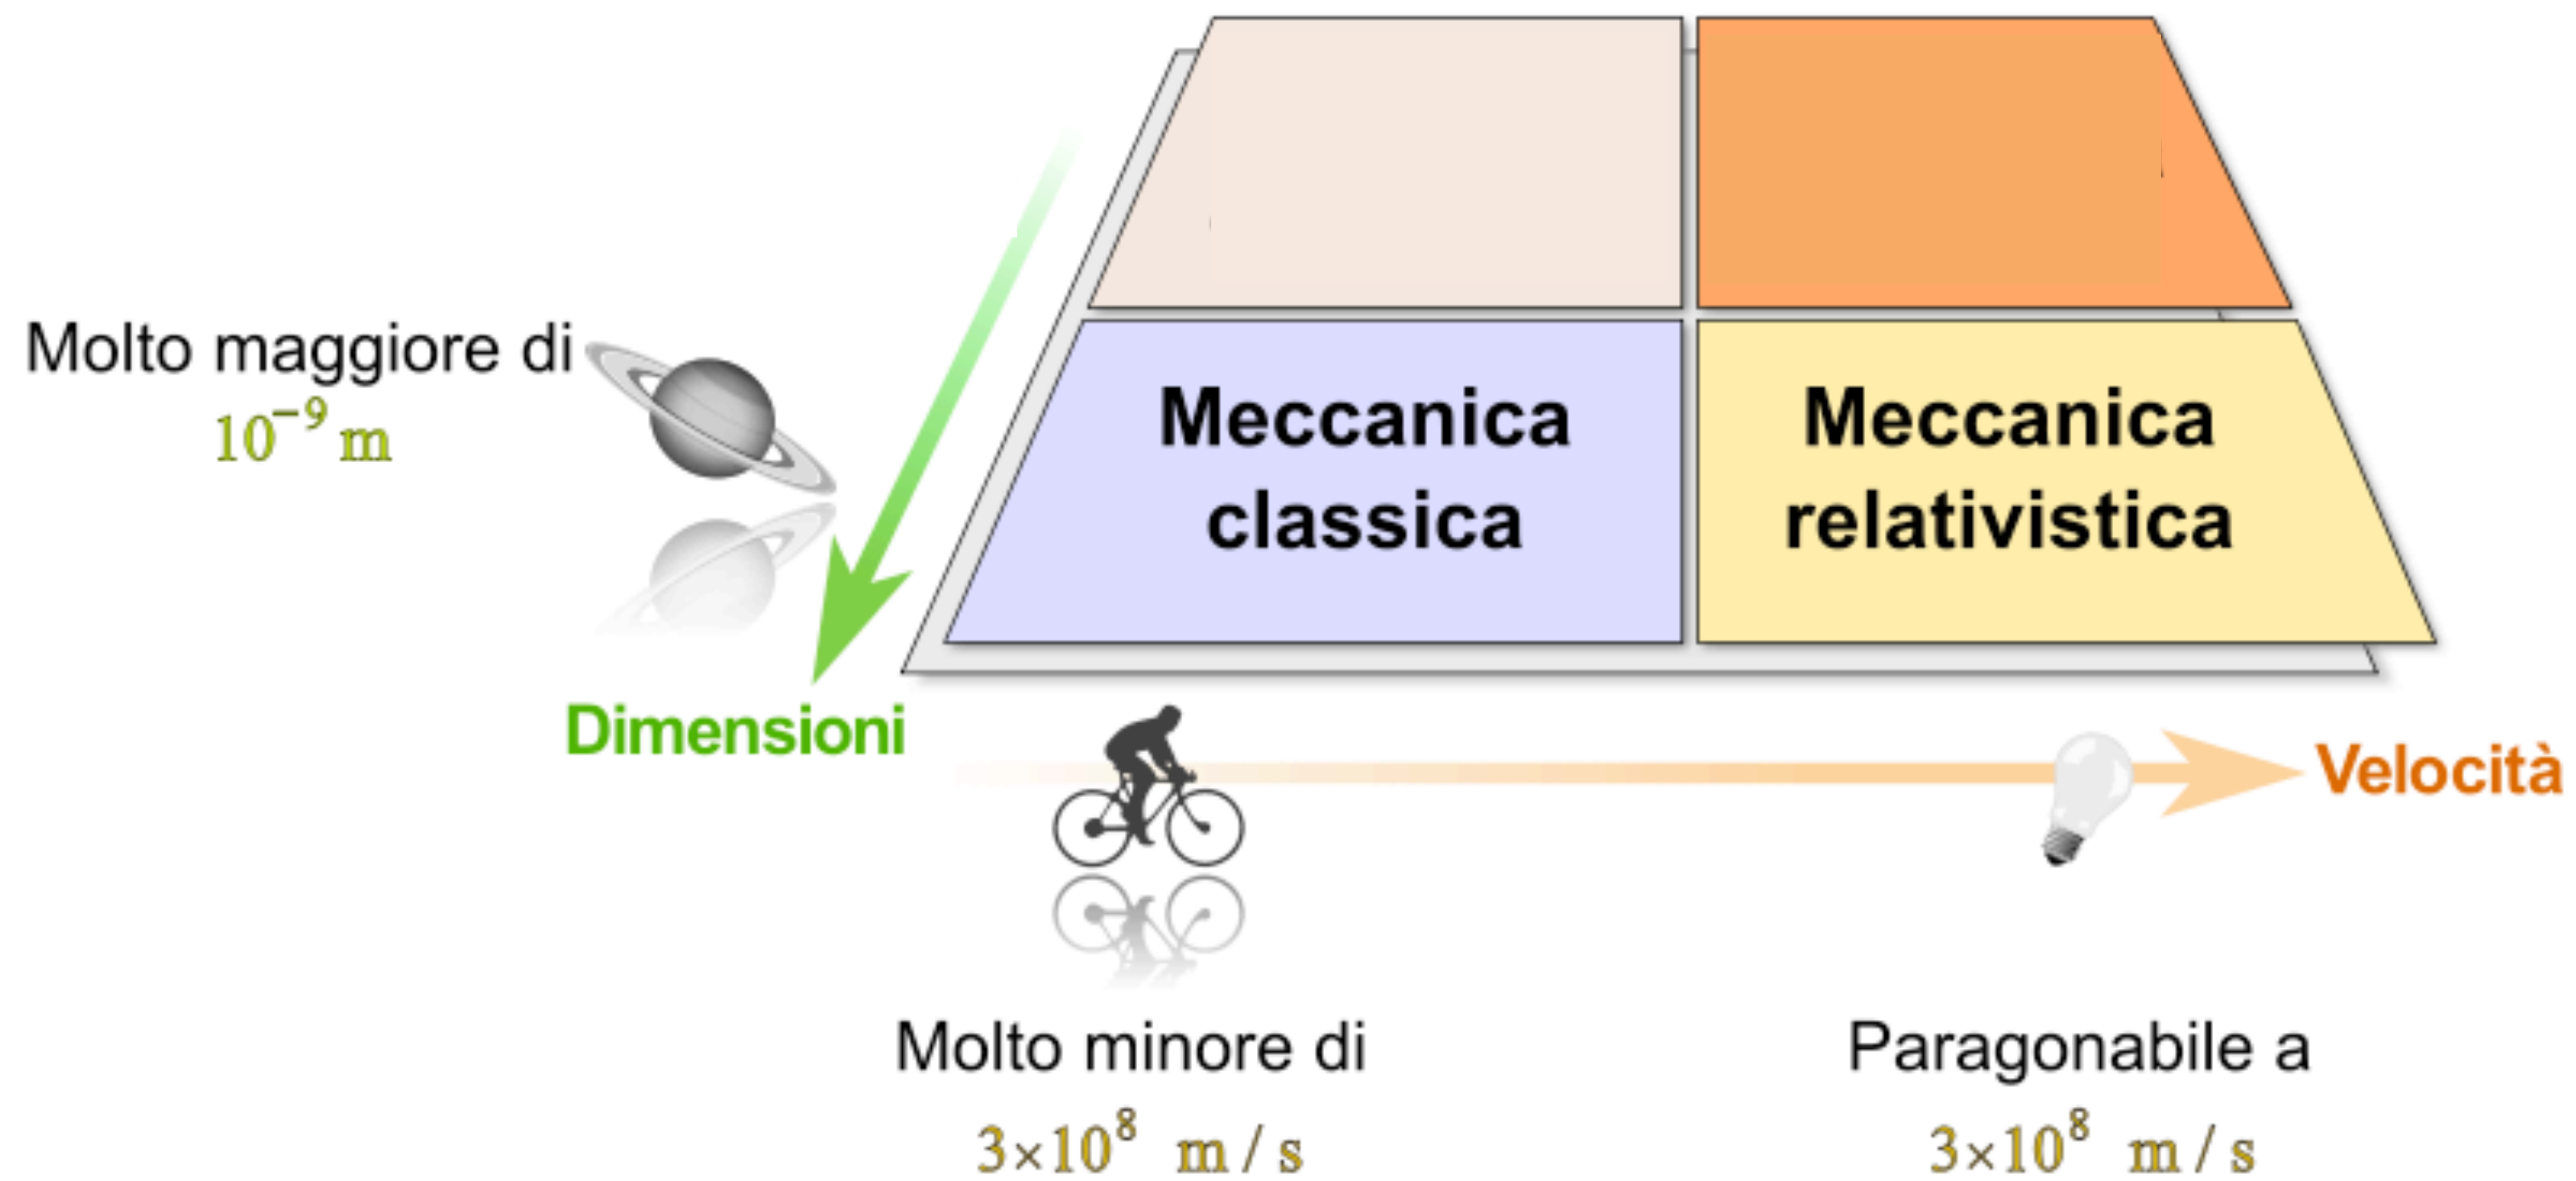 Molto maggiore di
10⁻⁹ m
Meccanica
classica
Meccanica
relativistica
Dimensioni
Velocità
Molto minore di
3×10⁸ m / s
Paragonabile a
3×10⁸ m / s